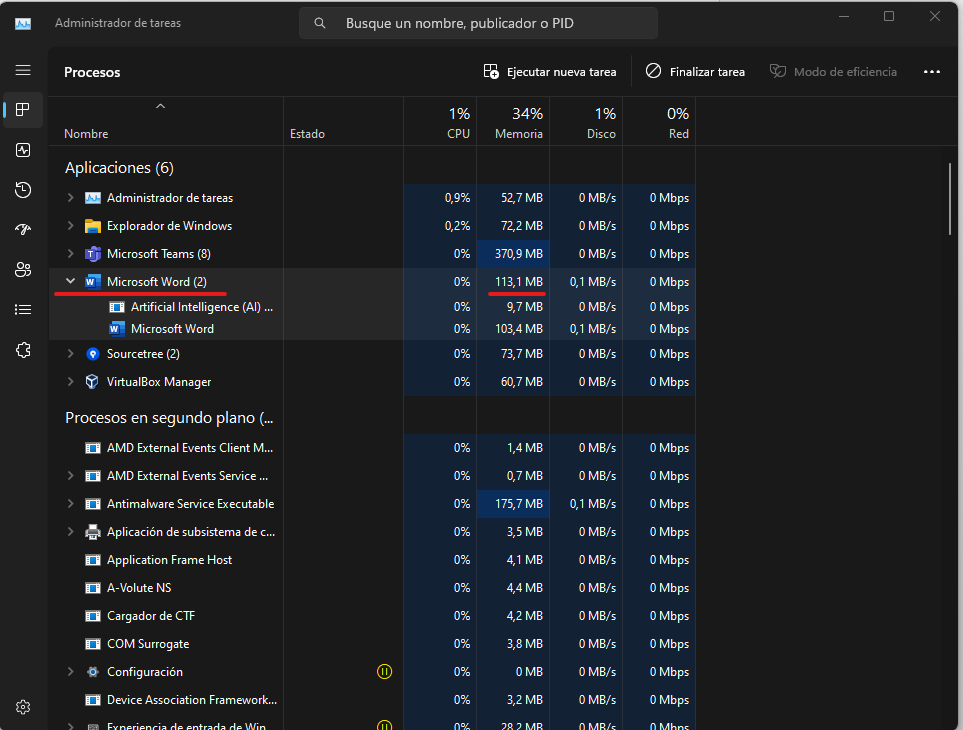 Administrador de tareas
Busque un nombre, publicador o PID
Procesos
Ejecutar nueva tarea
Finalizar tarea
Modo de eficiencia
1% 34% 1% 0%
Nombre Estado CPU Memoria Disco Red
Aplicaciones (6)
Administrador de tareas 0,9% 52,7 MB 0 MB/s 0 Mbps
Explorador de Windows 0,2% 72,2 MB 0 MB/s 0 Mbps
Microsoft Teams (8) 0% 370,9 MB 0 MB/s 0 Mbps
Microsoft Word (2) 0% 113,1 MB 0,1 MB/s 0 Mbps
Artificial Intelligence (AI) ... 0% 9,7 MB 0 MB/s 0 Mbps
Microsoft Word 0% 103,4 MB 0,1 MB/s 0 Mbps
Sourcetree (2) 0% 73,7 MB 0 MB/s 0 Mbps
VirtualBox Manager 0% 60,7 MB 0 MB/s 0 Mbps
Procesos en segundo plano (...
AMD External Events Client M... 0% 1,4 MB 0 MB/s 0 Mbps
AMD External Events Service ... 0% 0,7 MB 0 MB/s 0 Mbps
Antimalware Service Executable 0% 175,7 MB 0,1 MB/s 0 Mbps
Aplicación de subsistema de c... 0% 3,5 MB 0 MB/s 0 Mbps
Application Frame Host 0% 4,1 MB 0 MB/s 0 Mbps
A-Volute NS 0% 4,4 MB 0 MB/s 0 Mbps
Cargador de CTF 0% 4,2 MB 0 MB/s 0 Mbps
COM Surrogate 0% 3,8 MB 0 MB/s 0 Mbps
Configuración 0% 0 MB 0 MB/s 0 Mbps
Device Association Framework... 0% 3,2 MB 0 MB/s 0 Mbps
Experiencia de entrada de Win... 0% 28,2 MB 0 MB/s 0 Mbps